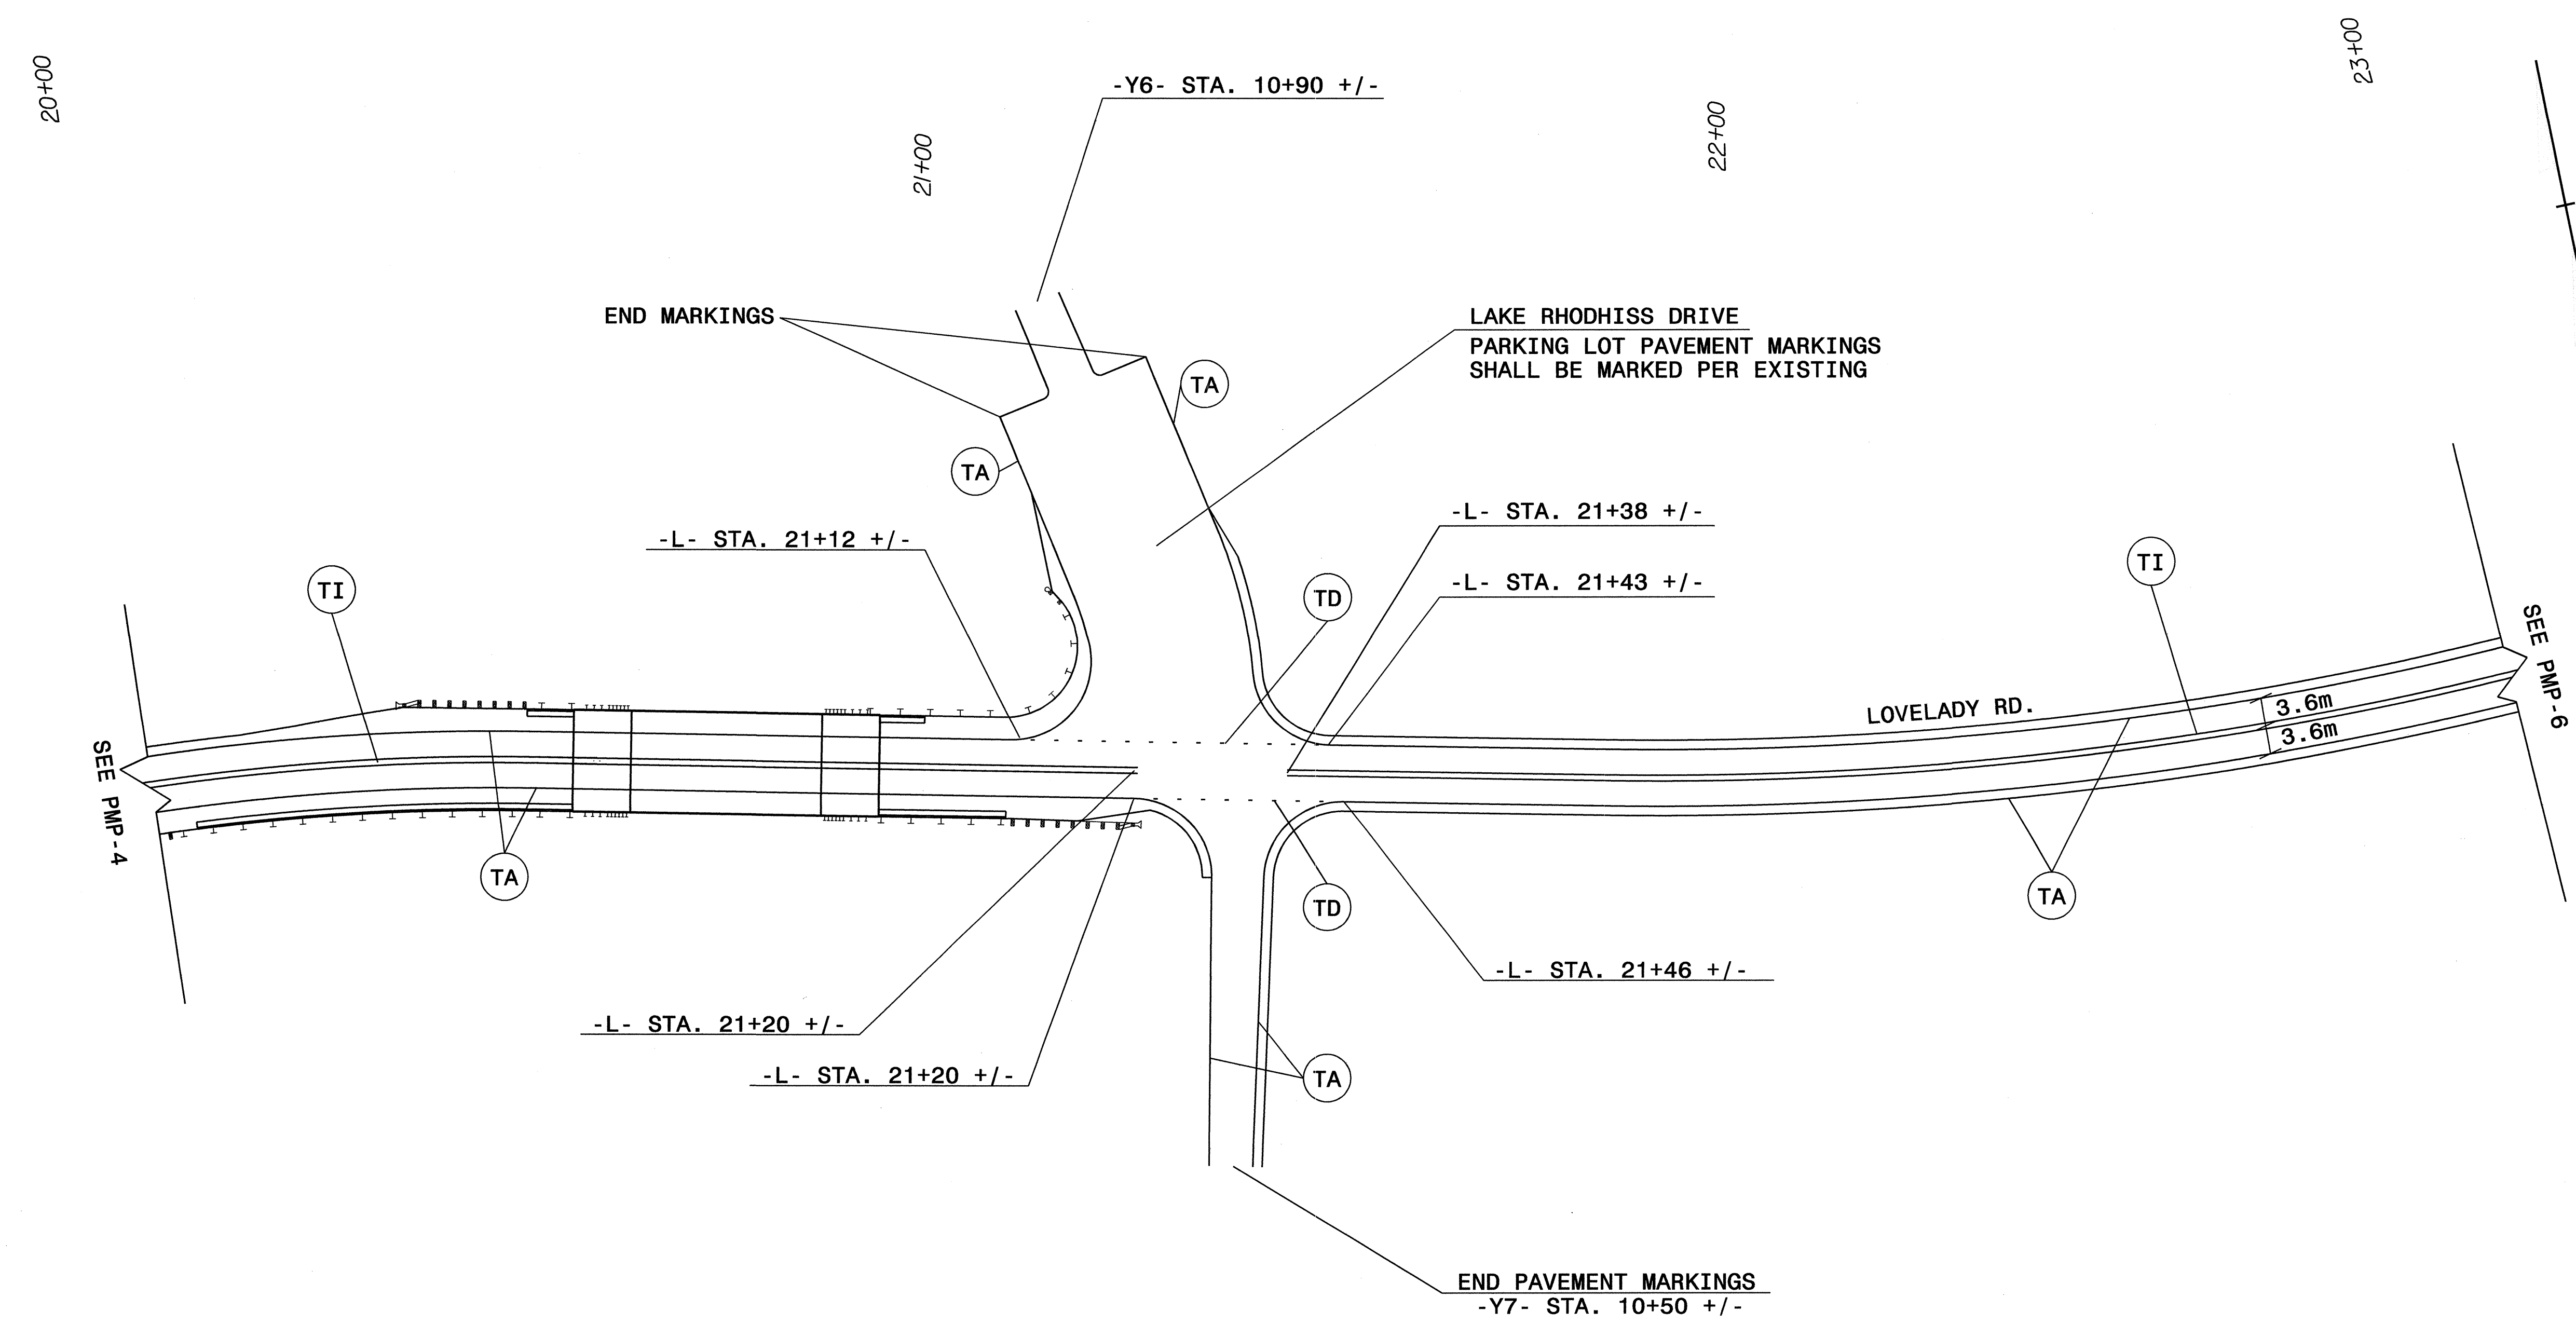 20+00
21+00
22+00
23+00
-Y6- STA. 10+90 +/-
END MARKINGS
LAKE RHODHISS DRIVE
PARKING LOT PAVEMENT MARKINGS
SHALL BE MARKED PER EXISTING
TA
TA
-L- STA. 21+12 +/-
-L- STA. 21+38 +/-
-L- STA. 21+43 +/-
TI
TD
TI
LOVELADY RD.
3.6m
3.6m
SEE PMP-4
SEE PMP-6
TA
TD
TA
-L- STA. 21+46 +/-
-L- STA. 21+20 +/-
-L- STA. 21+20 +/-
TA
END PAVEMENT MARKINGS
-Y7- STA. 10+50 +/-